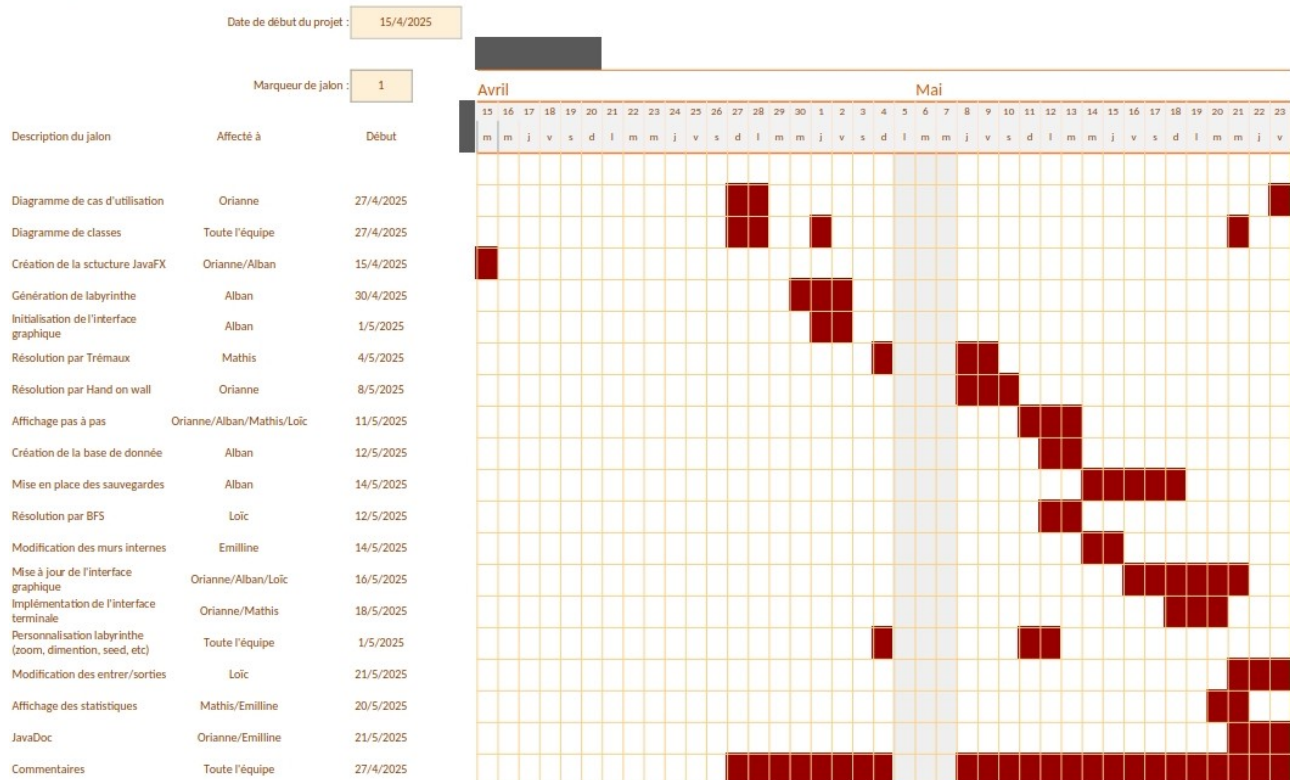 Date de début du projet : 15/4/2025
Marqueur de jalon : 1
Avril Mai
15 16 17 18 19 20 21 22 23 24 25 26 27 28 29 30 1 2 3 4 5 6 7 8 9 10 11 12 13 14 15 16 17 18 19 20 21 22 23
Description du jalon Affecté à Début m m j v s d l m m j v s d l m m j v s d l m m j v s d l m m j v s d l m m j v
Diagramme de cas d'utilisation Orianne 27/4/2025
Diagramme de classes Toute l'équipe 27/4/2025
Création de la sctucture JavaFX Orianne/Alban 15/4/2025
Génération de labyrinthe Alban 30/4/2025
Initialisation de l'interface
graphique Alban 1/5/2025
Résolution par Trémaux Mathis 4/5/2025
Résolution par Hand on wall Orianne 8/5/2025
Affichage pas à pas Orianne/Alban/Mathis/Loïc 11/5/2025
Création de la base de donnée Alban 12/5/2025
Mise en place des sauvegardes Alban 14/5/2025
Résolution par BFS Loïc 12/5/2025
Modification des murs internes Emilline 14/5/2025
Mise à jour de l'interface
graphique Orianne/Alban/Loïc 16/5/2025
Implémentation de l'interface
terminale Orianne/Mathis 18/5/2025
Personnalisation labyrinthe
(zoom, dimention, seed, etc) Toute l'équipe 1/5/2025
Modification des entrer/sorties Loïc 21/5/2025
Affichage des statistiques Mathis/Emilline 20/5/2025
JavaDoc Orianne/Emilline 21/5/2025
Commentaires Toute l'équipe 27/4/2025